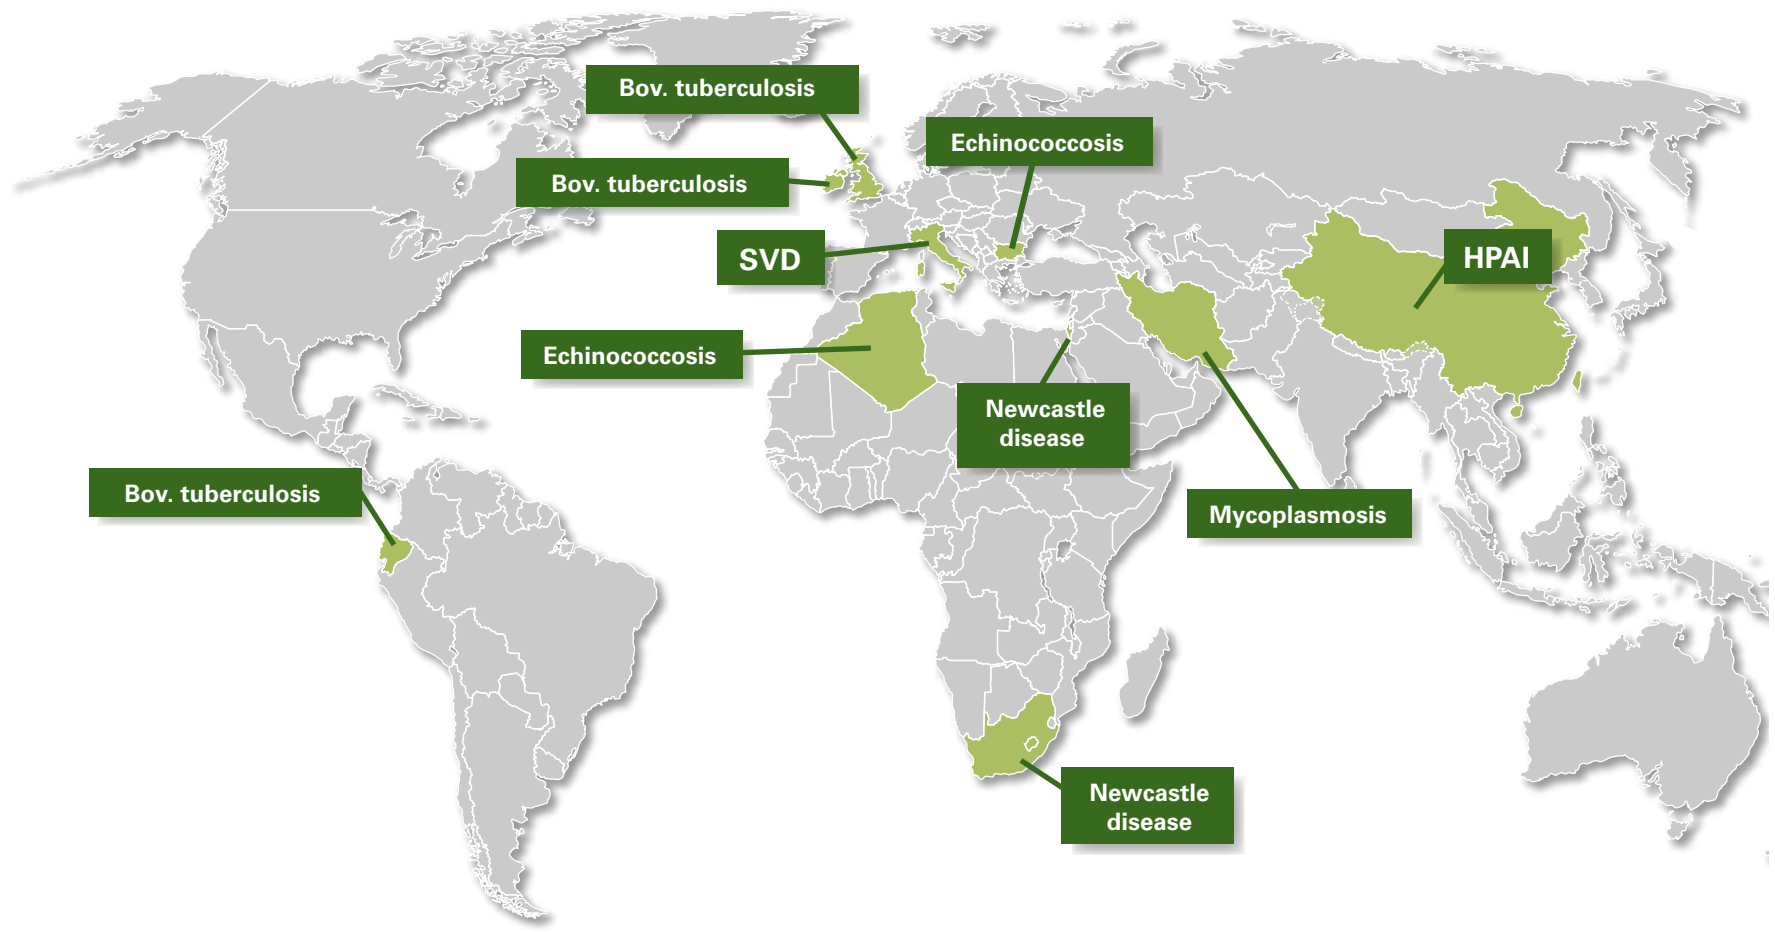 Bov. tuberculosis
Echinococcosis
Bov. tuberculosis
SVD
HPAI
Echinococcosis
Newcastle
disease
Bov. tuberculosis
Mycoplasmosis
Newcastle
disease